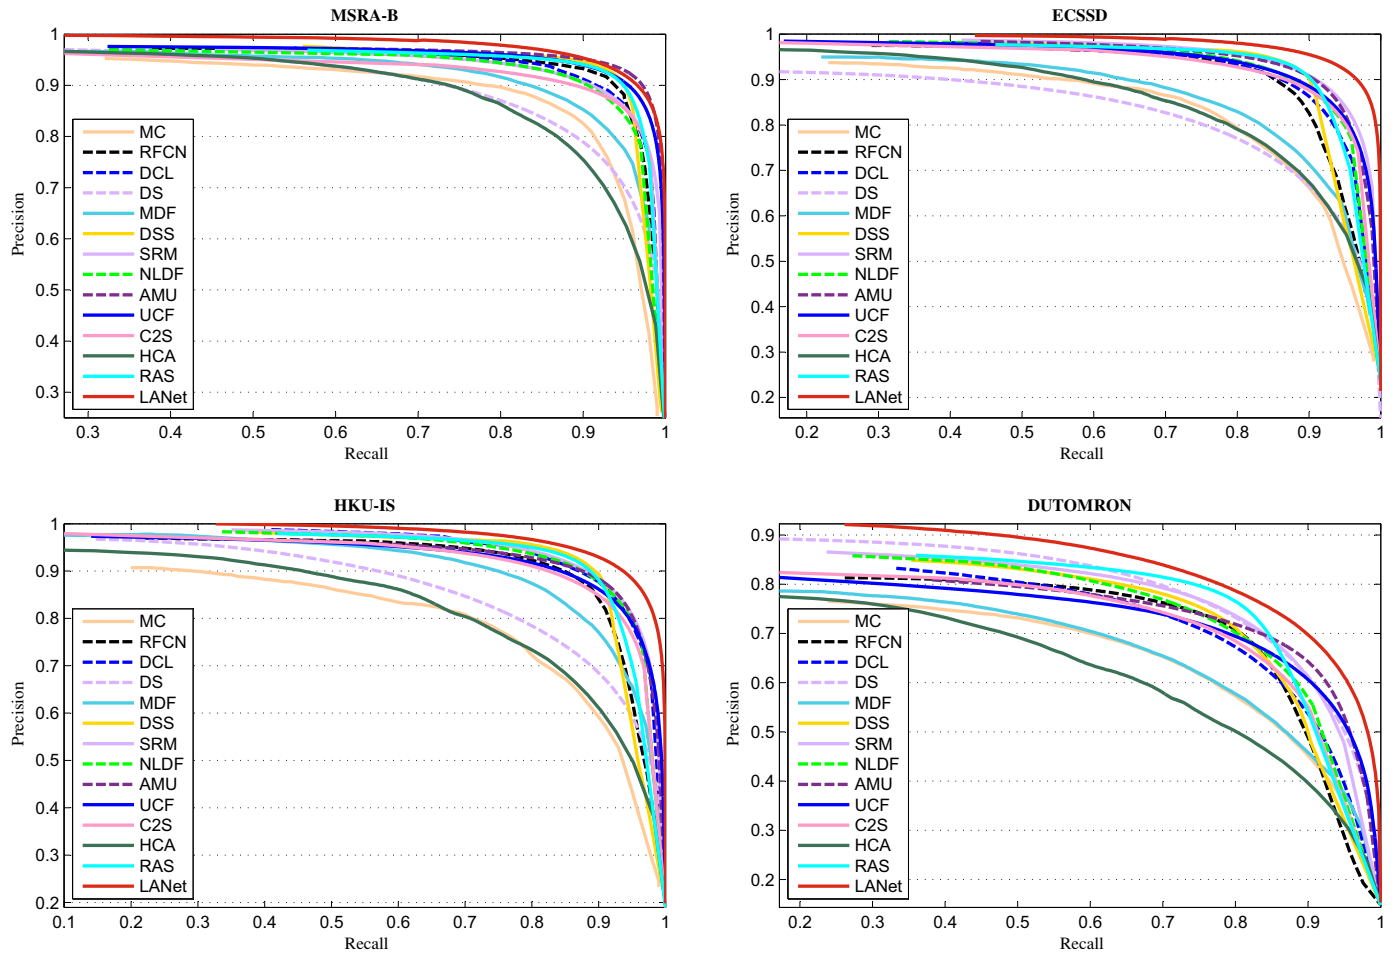 MSRA-B
1
0.9
0.8
0.7
0.6
0.5
0.4
0.3
Precision
MC
RFCN
DCL
DS
MDF
DSS
SRM
NLDF
AMU
UCF
C2S
HCA
RAS
LANet
0.3 0.4 0.5 0.6 0.7 0.8 0.9 1
Recall
ECSSD
1
0.9
0.8
0.7
0.6
0.5
0.4
0.3
0.2
Precision
MC
RFCN
DCL
DS
MDF
DSS
SRM
NLDF
AMU
UCF
C2S
HCA
RAS
LANet
0.2 0.3 0.4 0.5 0.6 0.7 0.8 0.9 1
Recall
HKU-IS
1
0.9
0.8
0.7
0.6
0.5
0.4
0.3
0.2
Precision
MC
RFCN
DCL
DS
MDF
DSS
SRM
NLDF
AMU
UCF
C2S
HCA
RAS
LANet
0.1 0.2 0.3 0.4 0.5 0.6 0.7 0.8 0.9 1
Recall
DUTOMRON
0.9
0.8
0.7
0.6
0.5
0.4
0.3
0.2
Precision
MC
RFCN
DCL
DS
MDF
DSS
SRM
NLDF
AMU
UCF
C2S
HCA
RAS
LANet
0.2 0.3 0.4 0.5 0.6 0.7 0.8 0.9 1
Recall